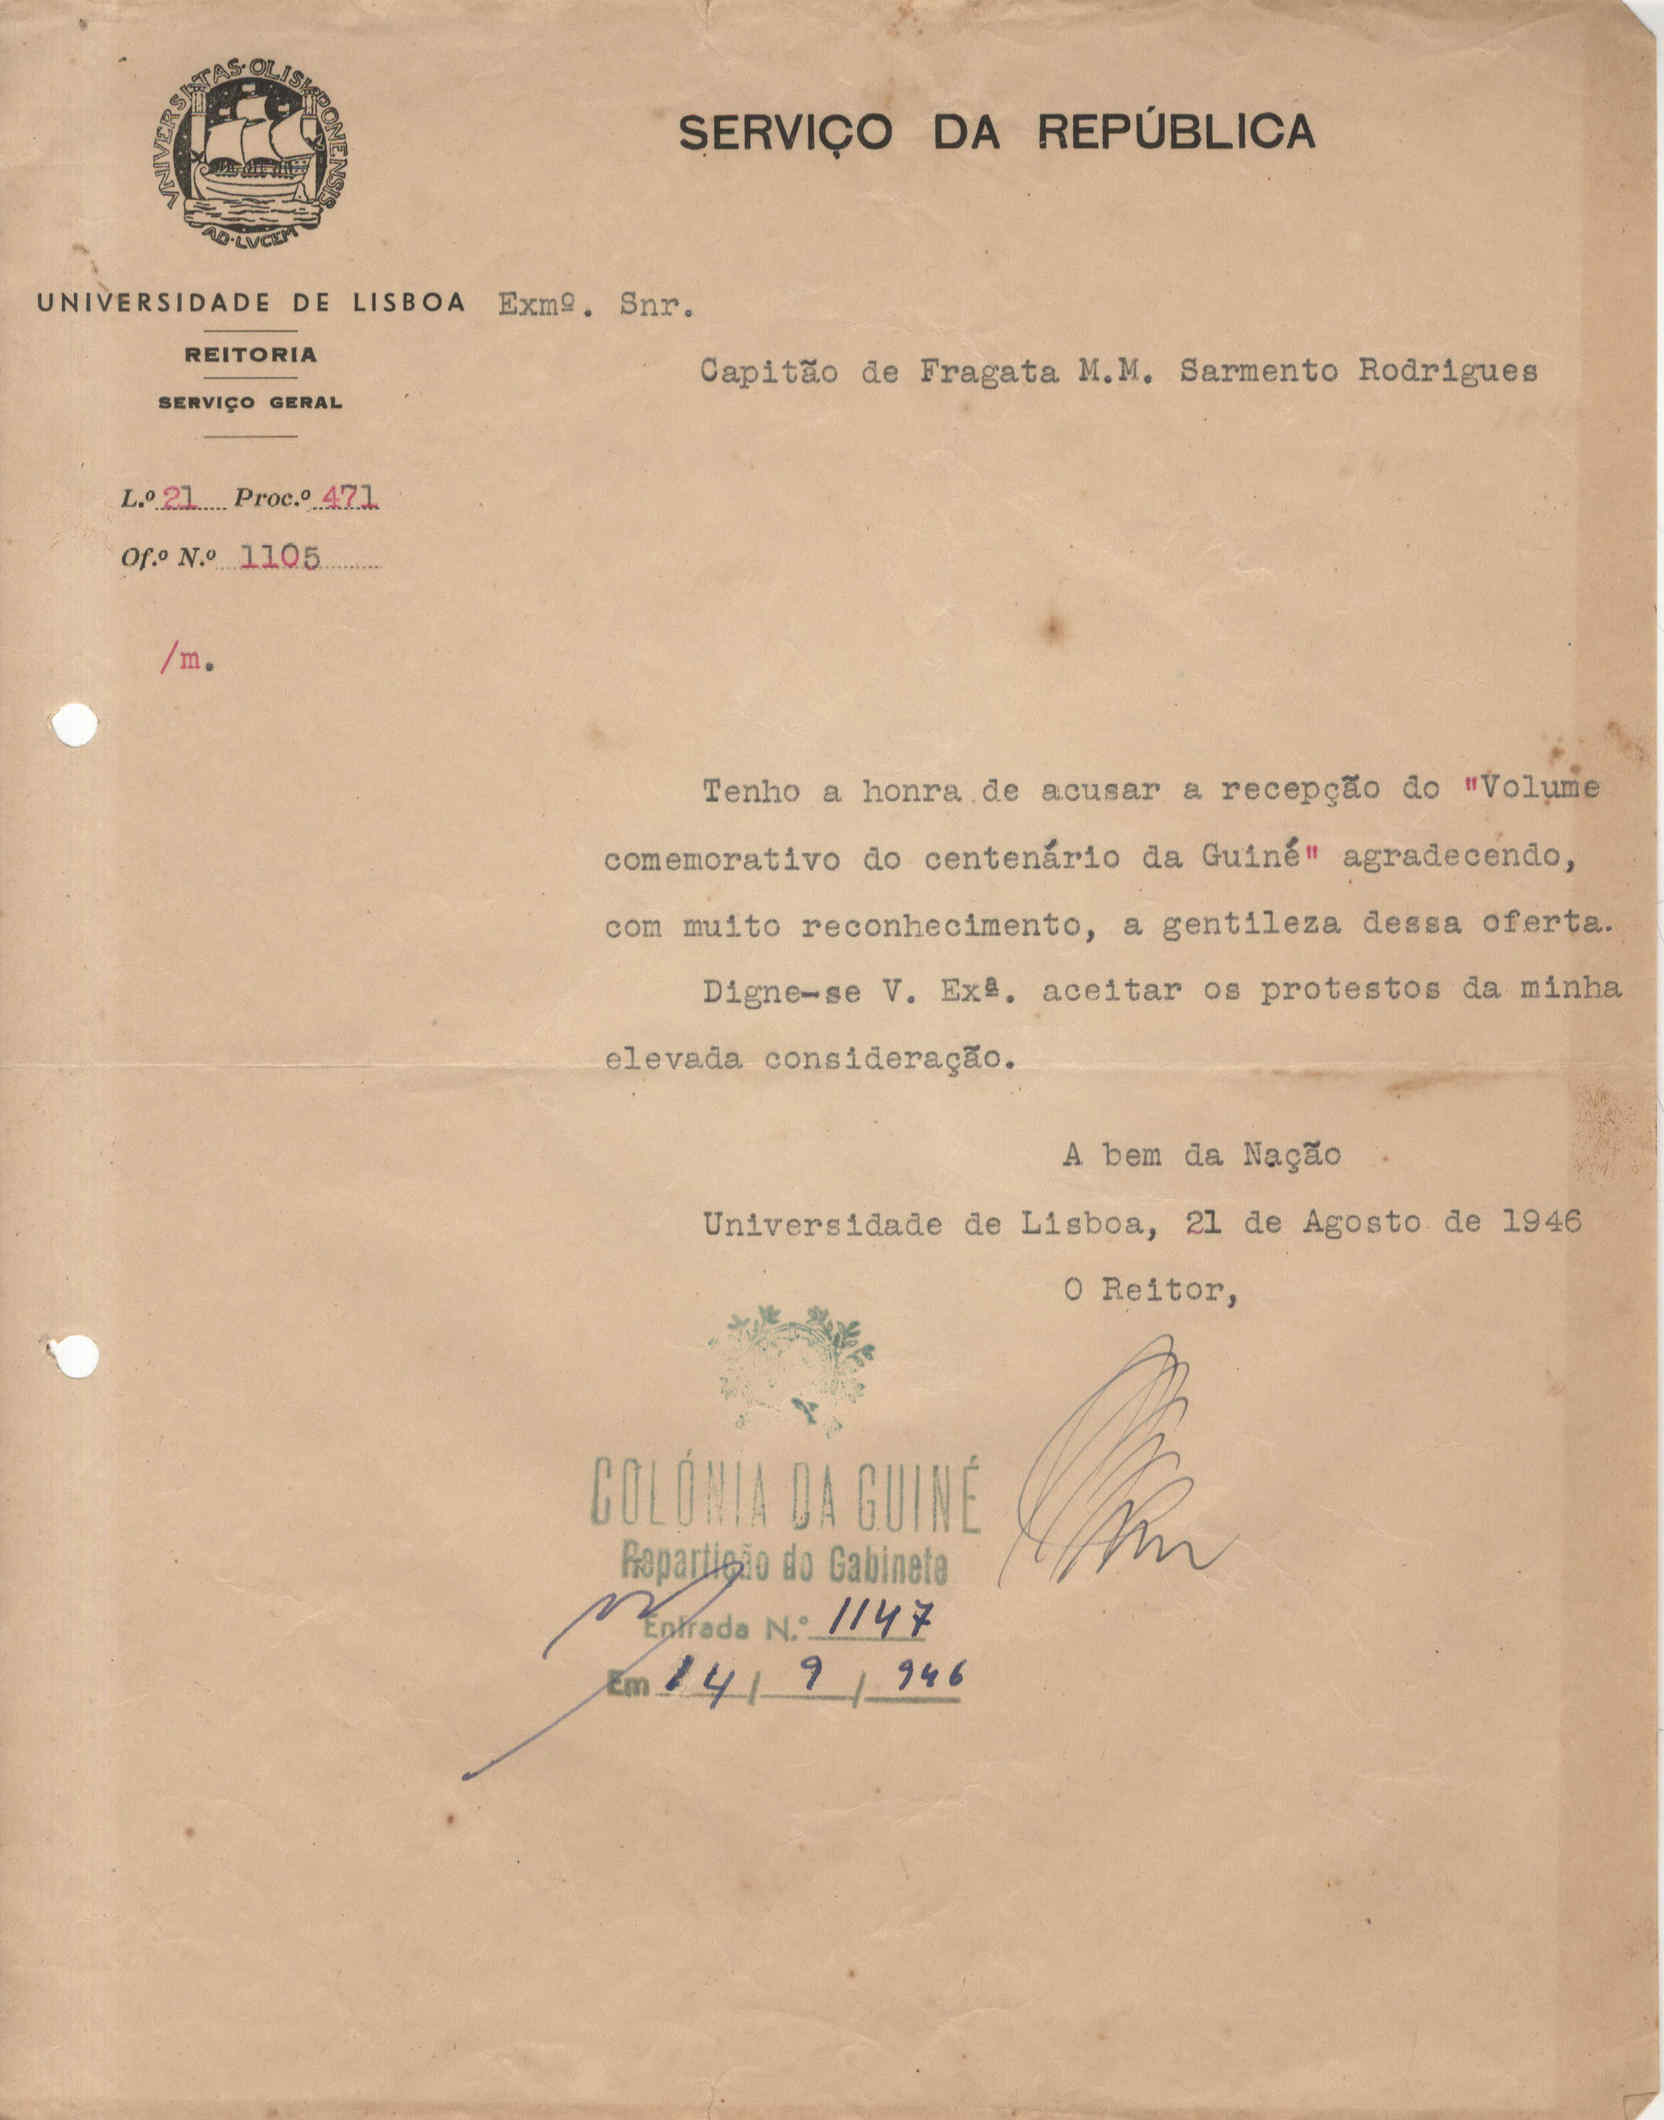 VNIVERSITAS·OLISIPONENSIS
AD·LVCEM
SERVIÇO DA REPÚBLICA
UNIVERSIDADE DE LISBOA
REITORIA
SERVIÇO GERAL
L.º 21 Proc.º 471
Of.º N.º 1105
/m.
Exmº. Snr.
Capitão de Fragata M.M. Sarmento Rodrigues
Tenho a honra de acusar a recepção do "Volume
comemorativo do centenário da Guiné" agradecendo,
com muito reconhecimento, a gentileza dessa oferta.
Digne-se V. Exª. aceitar os protestos da minha
elevada consideração.
A bem da Nação
Universidade de Lisboa, 21 de Agosto de 1946
O Reitor,
COLÓNIA DA GUINÉ
Repartição do Gabinete
Entrada N.º 1147
Em 14 / 9 / 946